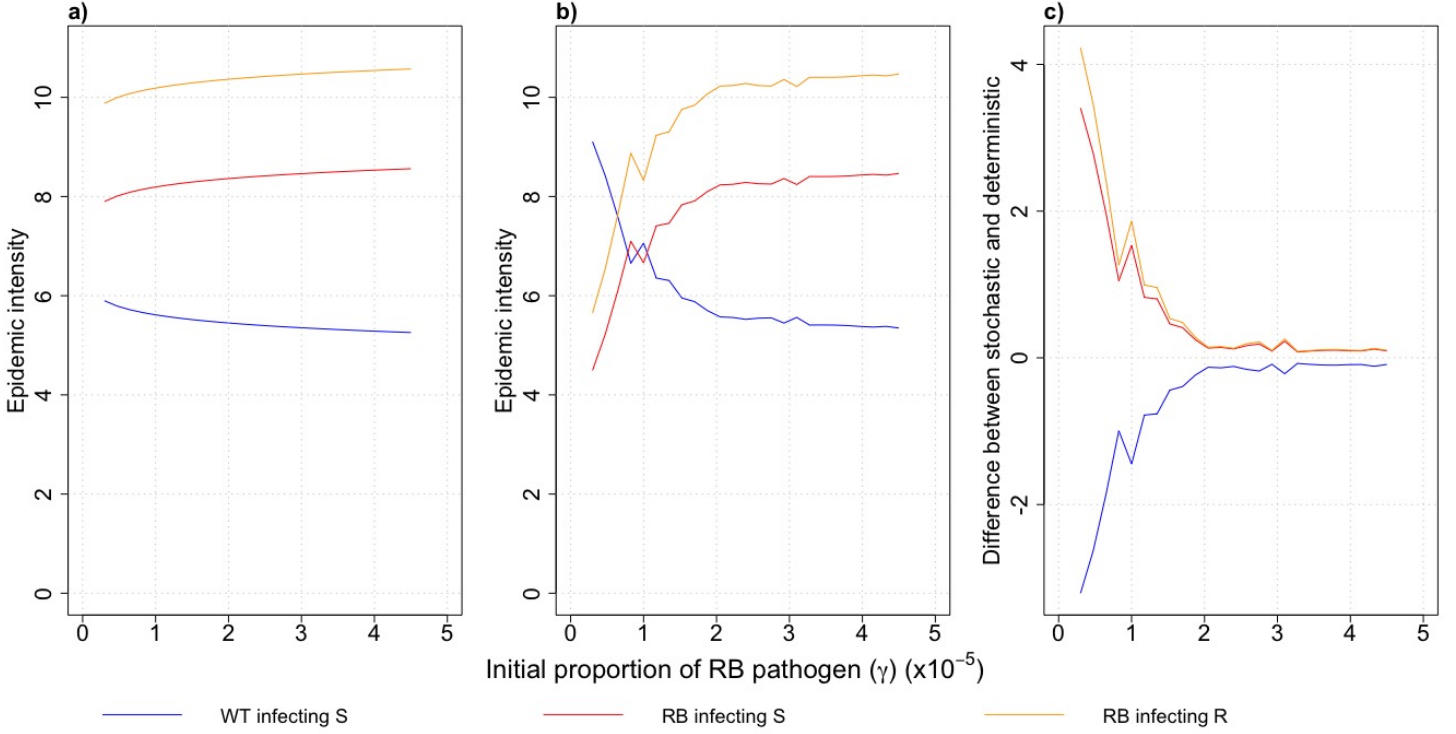 a)
b)
c)
Epidemic intensity
0
2
4
6
8
10
0 1 2 3 4 5
Epidemic intensity
0
2
4
6
8
10
0 1 2 3 4 5
Difference between stochastic and deterministic
-2
0
2
4
0 1 2 3 4 5
Initial proportion of RB pathogen (γ) (x10⁻⁵)
WT infecting S
RB infecting S
RB infecting R